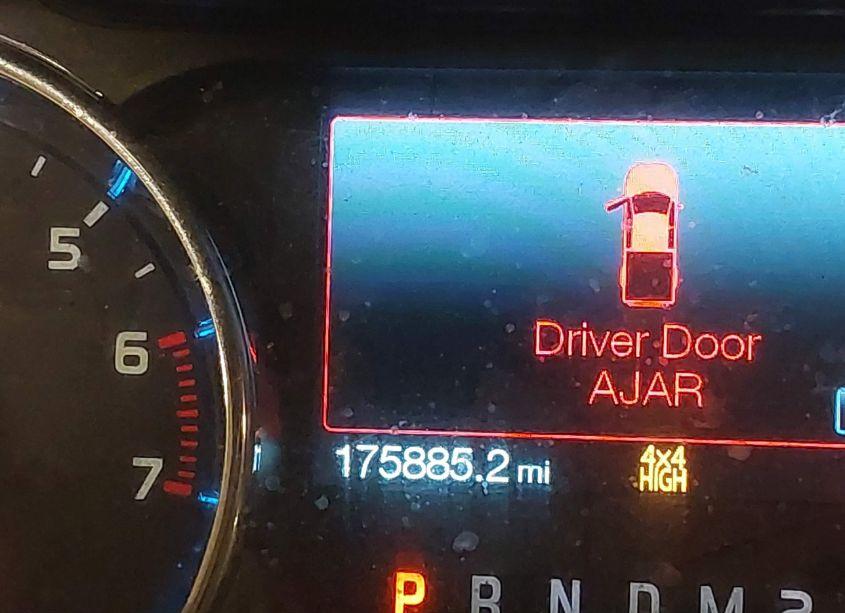 5
6
7
Driver Door
AJAR
175885.2 mi
4x4
HIGH
P R N D M